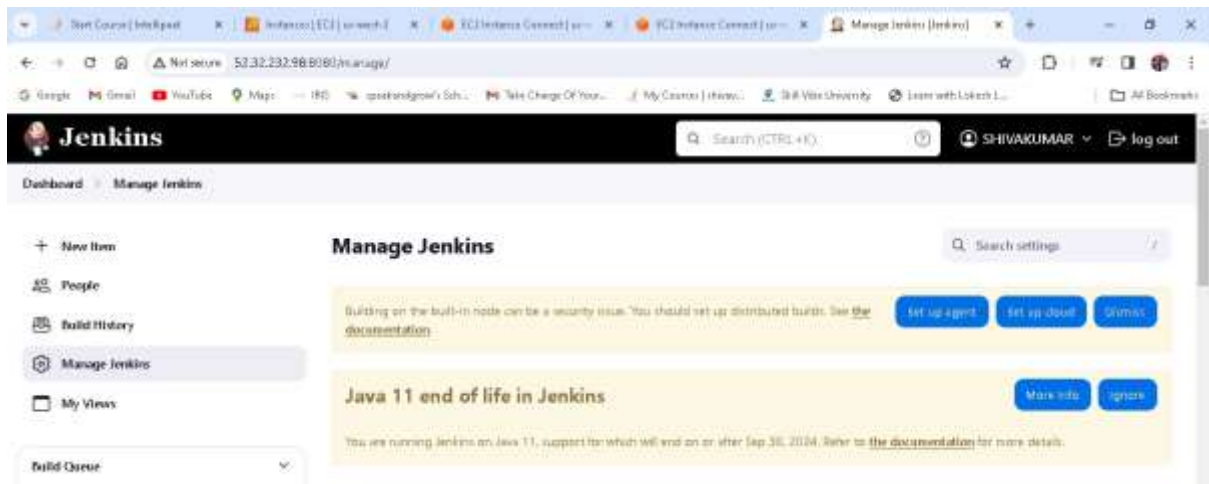 Start Course | Intellipaat
Instances | EC2 | us-west-2
EC2 Instance Connect | us-
EC2 Instance Connect | us-
Manage Jenkins [Jenkins]
Not secure 52.32.232.98:8080/manage/
Google Gmail YouTube Maps All Bookmarks
Jenkins
Search (CTRL+K)
SHIVAKUMAR
log out
Dashboard Manage Jenkins
New Item
People
Build History
Manage Jenkins
My Views
Build Queue
Manage Jenkins
Search settings /
Building on the built-in node can be a security issue. You should set up distributed builds. See the
documentation
Set up agent Set up cloud Dismiss
Java 11 end of life in Jenkins
More Info Ignore
You are running Jenkins on Java 11, support for which will end on or after Sep 30, 2024. Refer to the documentation for more details.